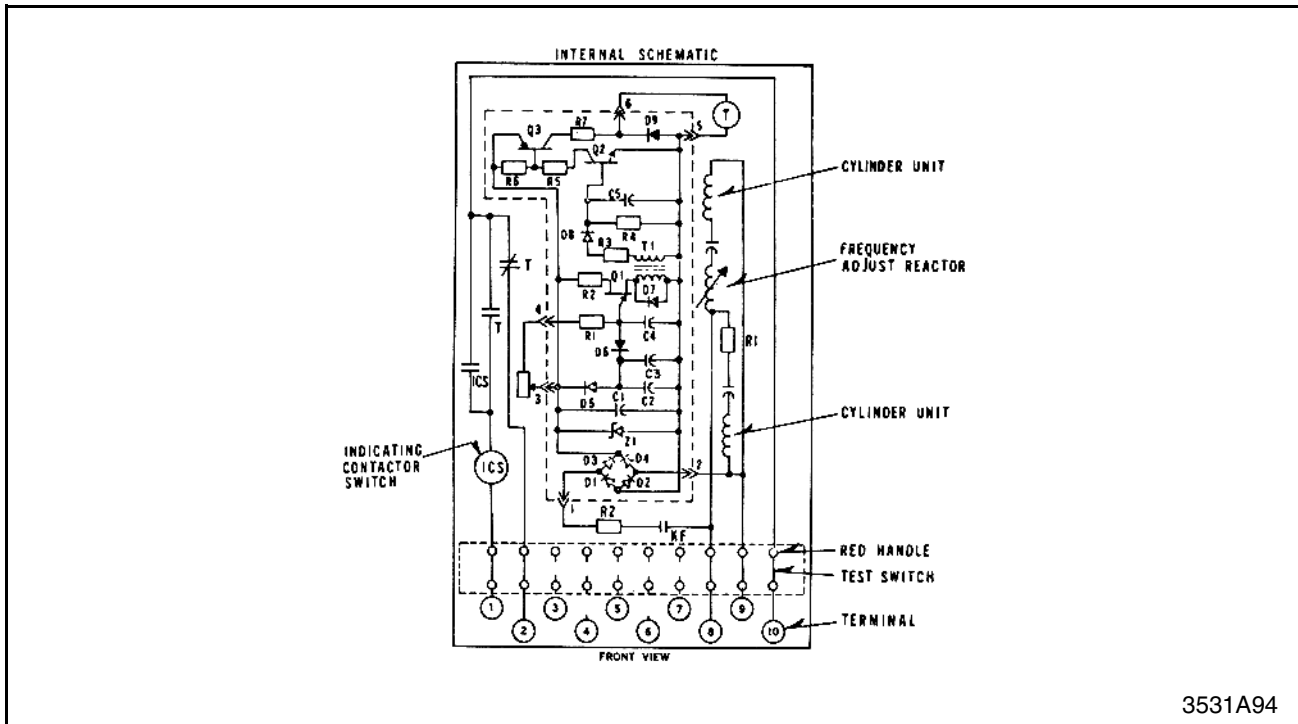 INTERNAL SCHEMATIC
6
T
R7
D9
5
Q3
Q2
R6
R5
CYLINDER UNIT
C5
D8
R4
R3
T1
FREQUENCY
ADJUST REACTOR
T
Q1
R2
D7
4
T
R1
C4
R1
D6
ICS
C3
3
D5
C1
C2
CYLINDER UNIT
Z1
INDICATING
CONTACTOR
SWITCH
ICS
D3
D4
2
D1
D2
1
R2
KF
RED HANDLE
TEST SWITCH
1
3
5
7
9
2
4
6
8
10
TERMINAL
FRONT VIEW
3531A94